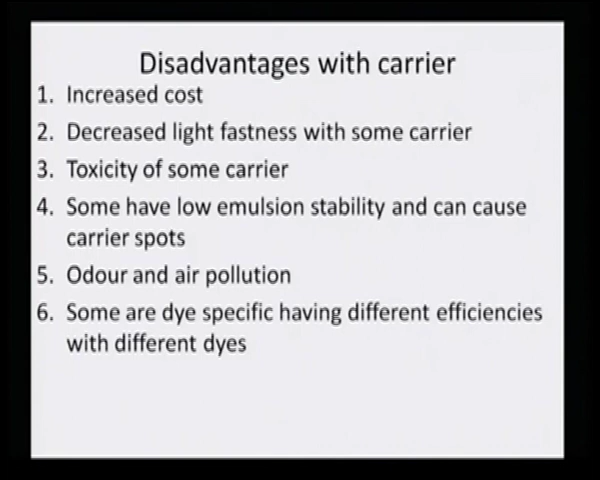 Disadvantages with carrier
1. Increased cost
2. Decreased light fastness with some carrier
3. Toxicity of some carrier
4. Some have low emulsion stability and can cause
carrier spots
5. Odour and air pollution
6. Some are dye specific having different efficiencies
with different dyes